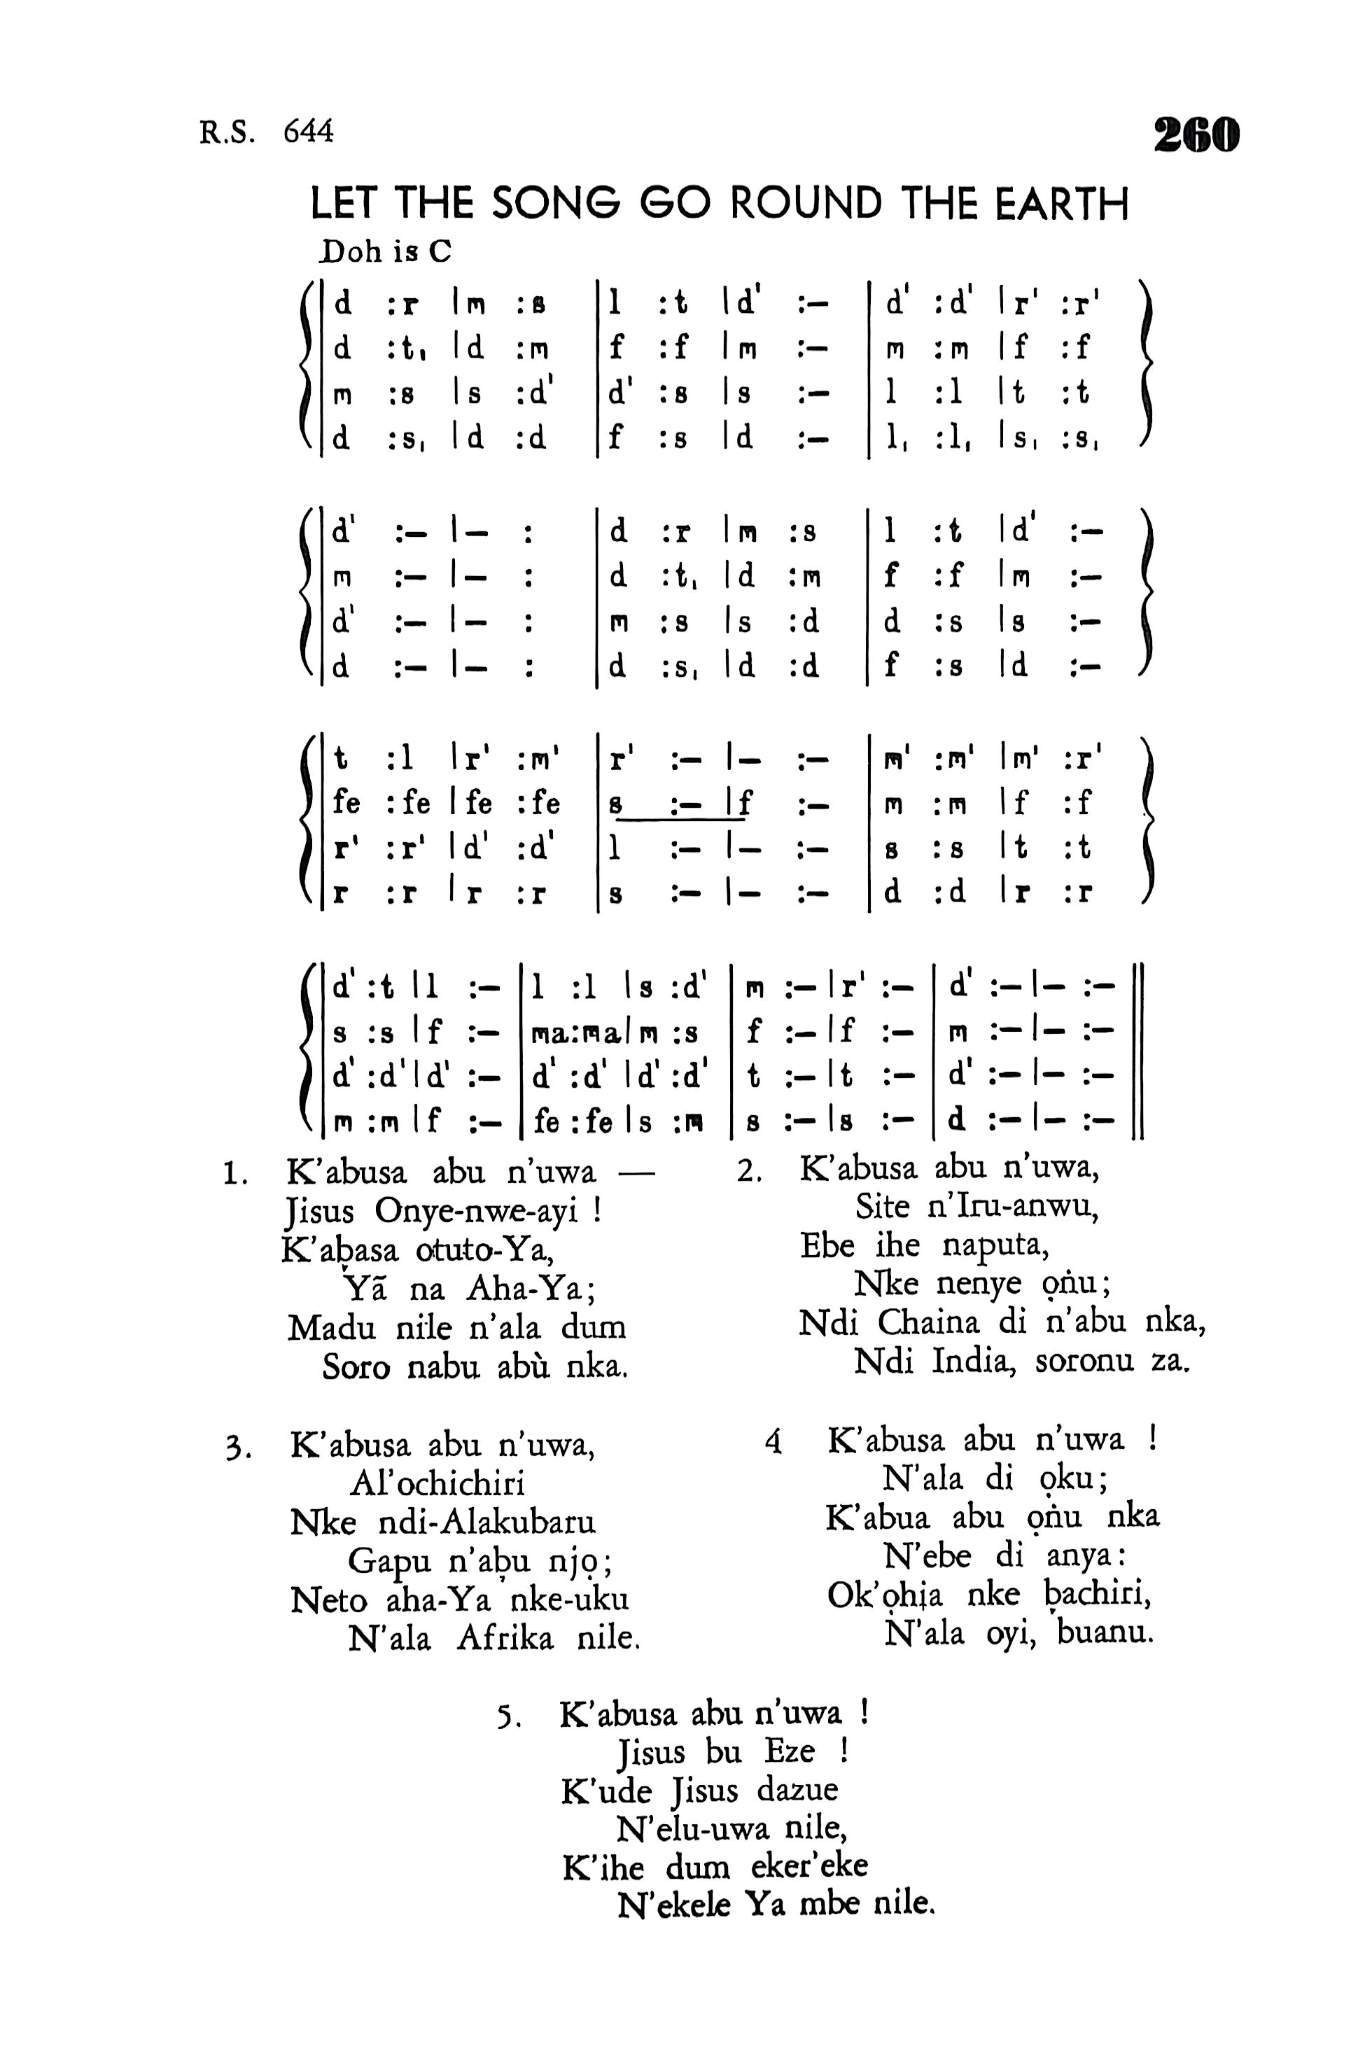 R.S. 644
260
LET THE SONG GO ROUND THE EARTH
Doh is C
d :r |m :s | l :t |d' :– | d' :d' |r' :r'
d :t, |d :m | f :f |m :– | m :m |f :f
m :s |s :d' | d' :s |s :– | l :l |t :t
d :s, |d :d | f :s |d :– | l, :l, |s, :s,
d' :– |– : | d :r |m :s | l :t |d' :–
m :– |– : | d :t, |d :m | f :f |m :–
d' :– |– : | m :s |s :d | d :s |s :–
d :– |– : | d :s, |d :d | f :s |d :–
t :l |r' :m' | r' :– |– :– | m' :m' |m' :r'
fe :fe |fe :fe | s :– |f :– | m :m |f :f
r' :r' |d' :d' | l :– |– :– | s :s |t :t
r :r |r :r | s :– |– :– | d :d |r :r
d' :t |l :– | l :l |s :d' | m :– |r' :– | d' :– |– :–
s :s |f :– | ma:ma|m :s | f :– |f :– | m :– |– :–
d' :d' |d' :– | d' :d' |d' :d' | t :– |t :– | d' :– |– :–
m :m |f :– | fe :fe |s :m | s :– |s :– | d :– |– :–
1. K'abusa abu n'uwa —
Jisus Onye-nwe-ayi !
K'aḅasa otuto-Ya,
Yã na Aha-Ya;
Madu nile n'ala dum
Soro nabu abù nka.
2. K'abusa abu n'uwa,
Site n'Iru-anwu,
Ebe ihe naputa,
Nke nenye ọṅu;
Ndi Chaina di n'abu nka,
Ndi India, soronu za.
3. K'abusa abu n'uwa,
Al'ochichiri
Nke ndi-Alakubaru
Gapu n'aḅu njọ;
Neto aha-Ya nke-uku
N'ala Afrika nile.
4 K'abusa abu n'uwa !
N'ala di ọku;
K'abua abu ọṅu nka
N'ebe di anya:
Ok'ọhịa nke ḅachiri,
N'ala oyi, buanu.
5. K'abusa abu n'uwa !
Jisus bu Eze !
K'ude Jisus dazue
N'elu-uwa nile,
K'ihe dum eker'eke
N'ekele Ya mbe nile.